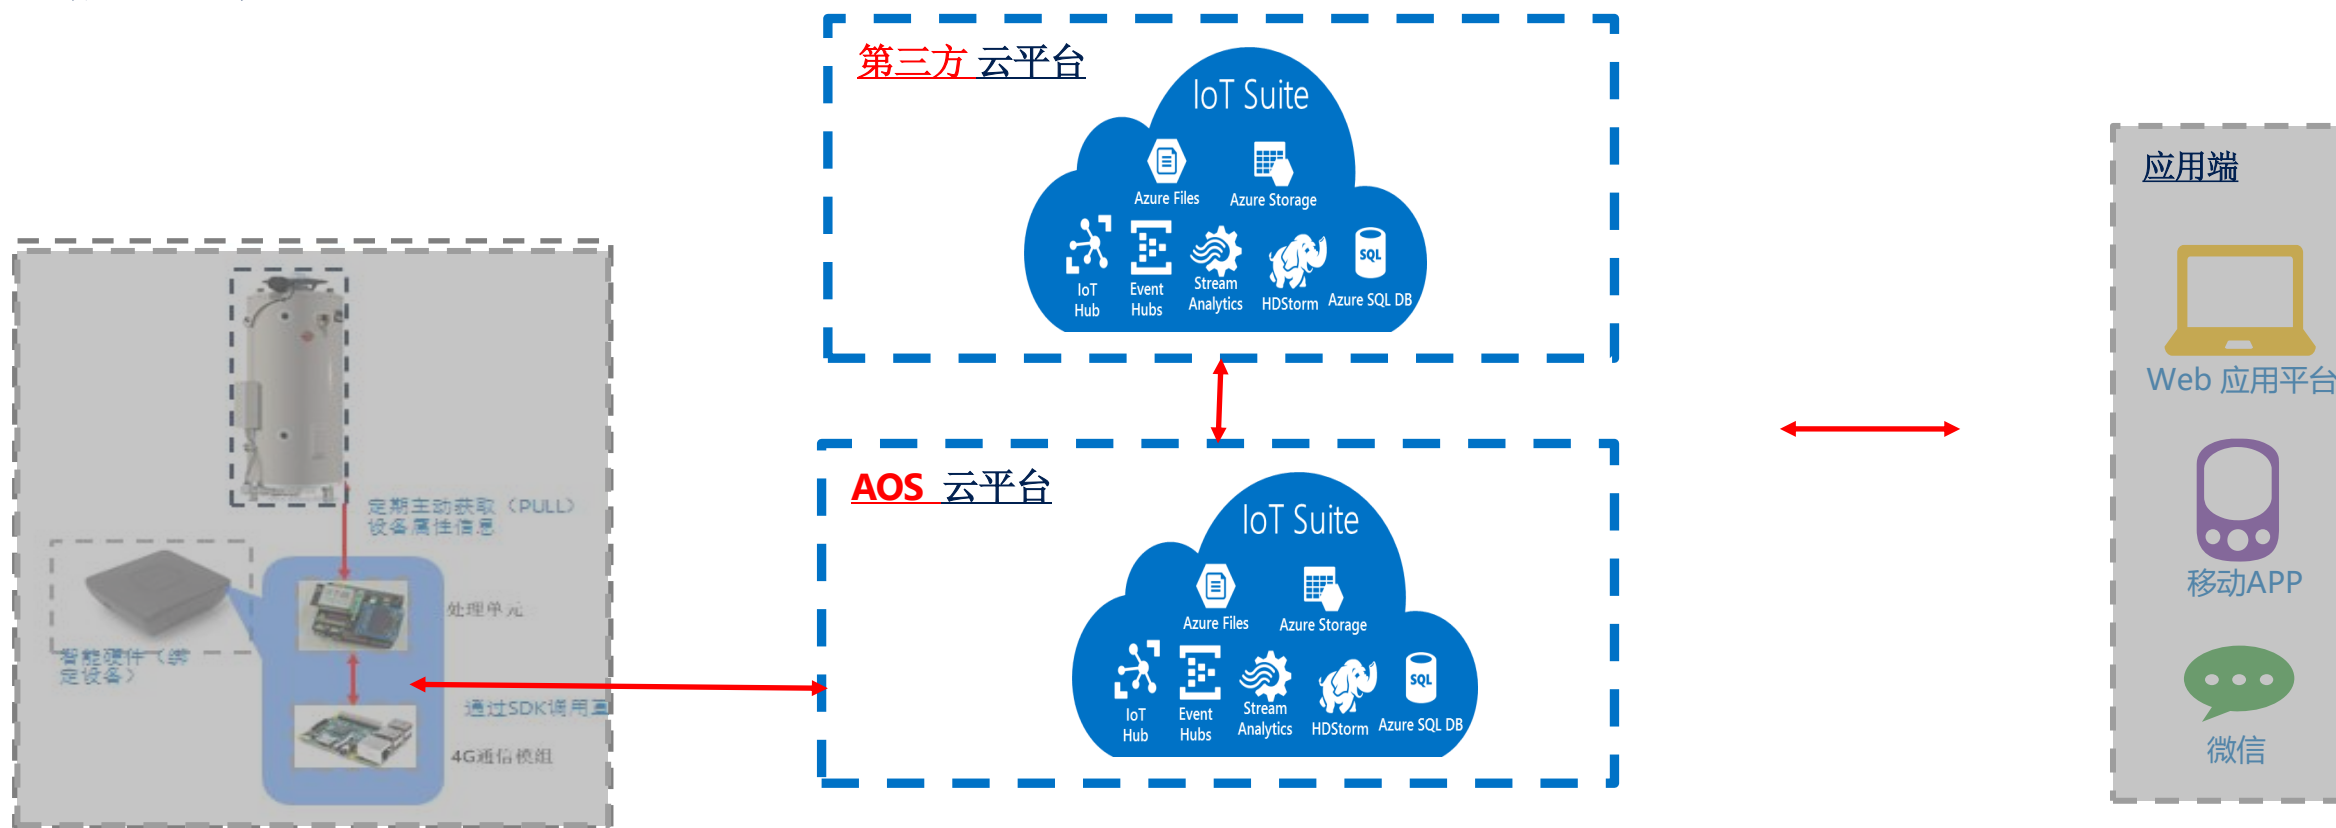 第三方 云平台
IoT Suite
Azure Files
Azure Storage
IoT
Hub
Event
Hubs
Stream
Analytics
HDStorm
Azure SQL DB
SQL
AOS 云平台
IoT Suite
Azure Files
Azure Storage
IoT
Hub
Event
Hubs
Stream
Analytics
HDStorm
Azure SQL DB
SQL
定期主动获取（PULL）
设备属性信息
处理单元
智能硬件（绑
定设备）
通过SDK调用直
4G通信模组
应用端
Web 应用平台
移动APP
微信